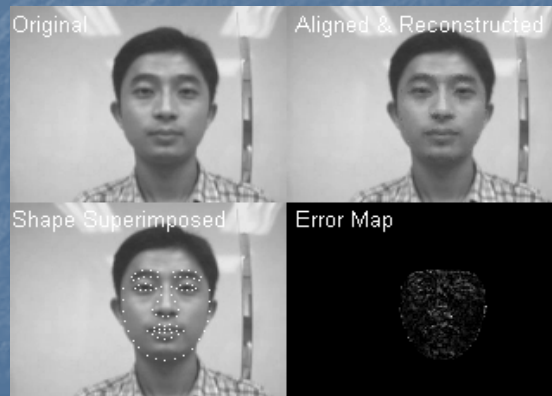 Original
Aligned & Reconstructed
Shape Superimposed
Error Map